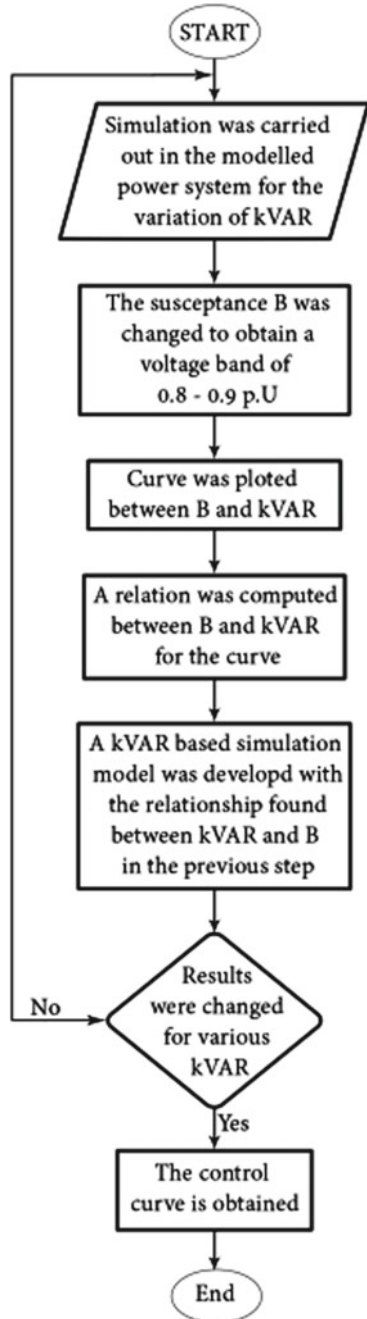 START
Simulation was carried
out in the modelled
power system for the
variation of kVAR
The susceptance B was
changed to obtain a
voltage band of
0.8 - 0.9 p.U
Curve was ploted
between B and kVAR
A relation was computed
between B and kVAR
for the curve
A kVAR based simulation
model was developd with
the relationship found
between kVAR and B
in the previous step
Results
were changed
for various
kVAR
No
Yes
The control
curve is obtained
End